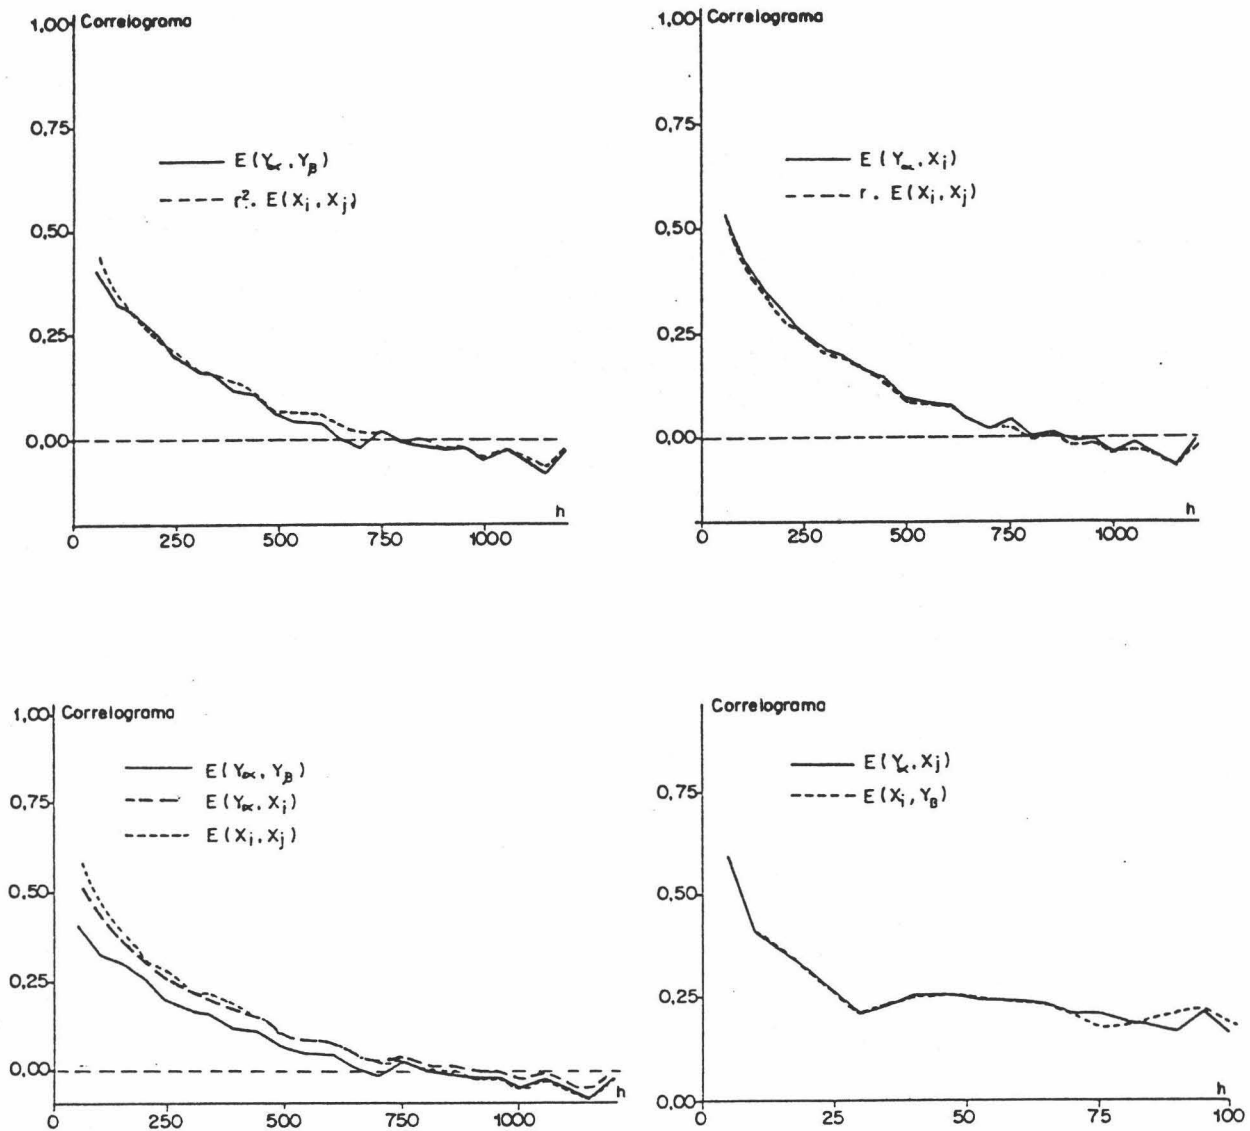 1,00 Correlograma
0,75
E(Yα, Yβ)
r². E(Xi, Xj)
0,50
0,25
0,00
h
0 250 500 750 1000
1,00 Correlograma
0,75
E(Yα, Xi)
r. E(Xi, Xj)
0,50
0,25
0,00
h
0 250 500 750 1000
1,00 Correlograma
E(Yα, Yβ)
E(Yα, Xi)
E(Xi, Xj)
0,75
0,50
0,25
0,00
h
0 250 500 750 1000
Correlograma
E(Yα, Xj)
E(Xi, Yβ)
0,75
0,50
0,25
0,00
h
0 25 50 75 100